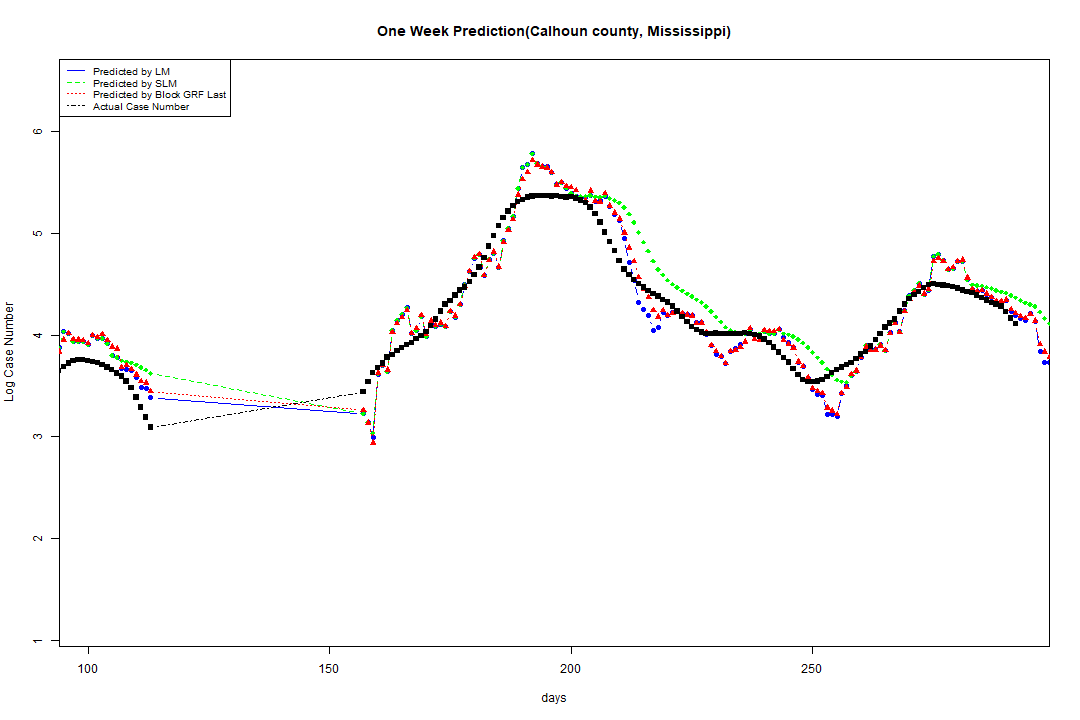 One Week Prediction(Calhoun county, Mississippi)
Predicted by LM
Predicted by SLM
Predicted by Block GRF Last
Actual Case Number
6
5
4
3
2
1
Log Case Number
100 150 200 250
days